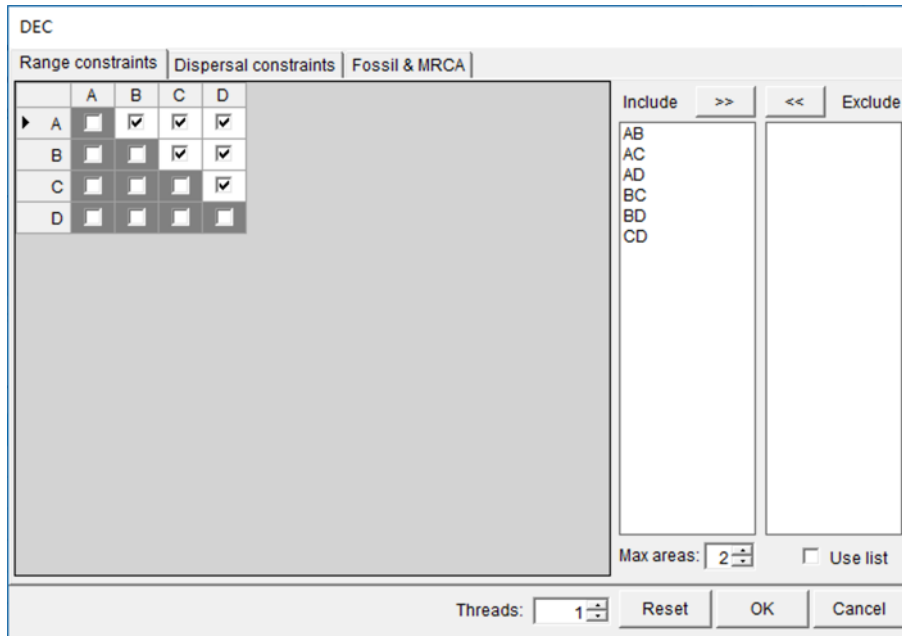 DEC
Range constraints Dispersal constraints Fossil & MRCA
A B C D
A
B
C
D
Include >> << Exclude
AB
AC
AD
BC
BD
CD
Max areas: 2 Use list
Threads: 1 Reset OK Cancel